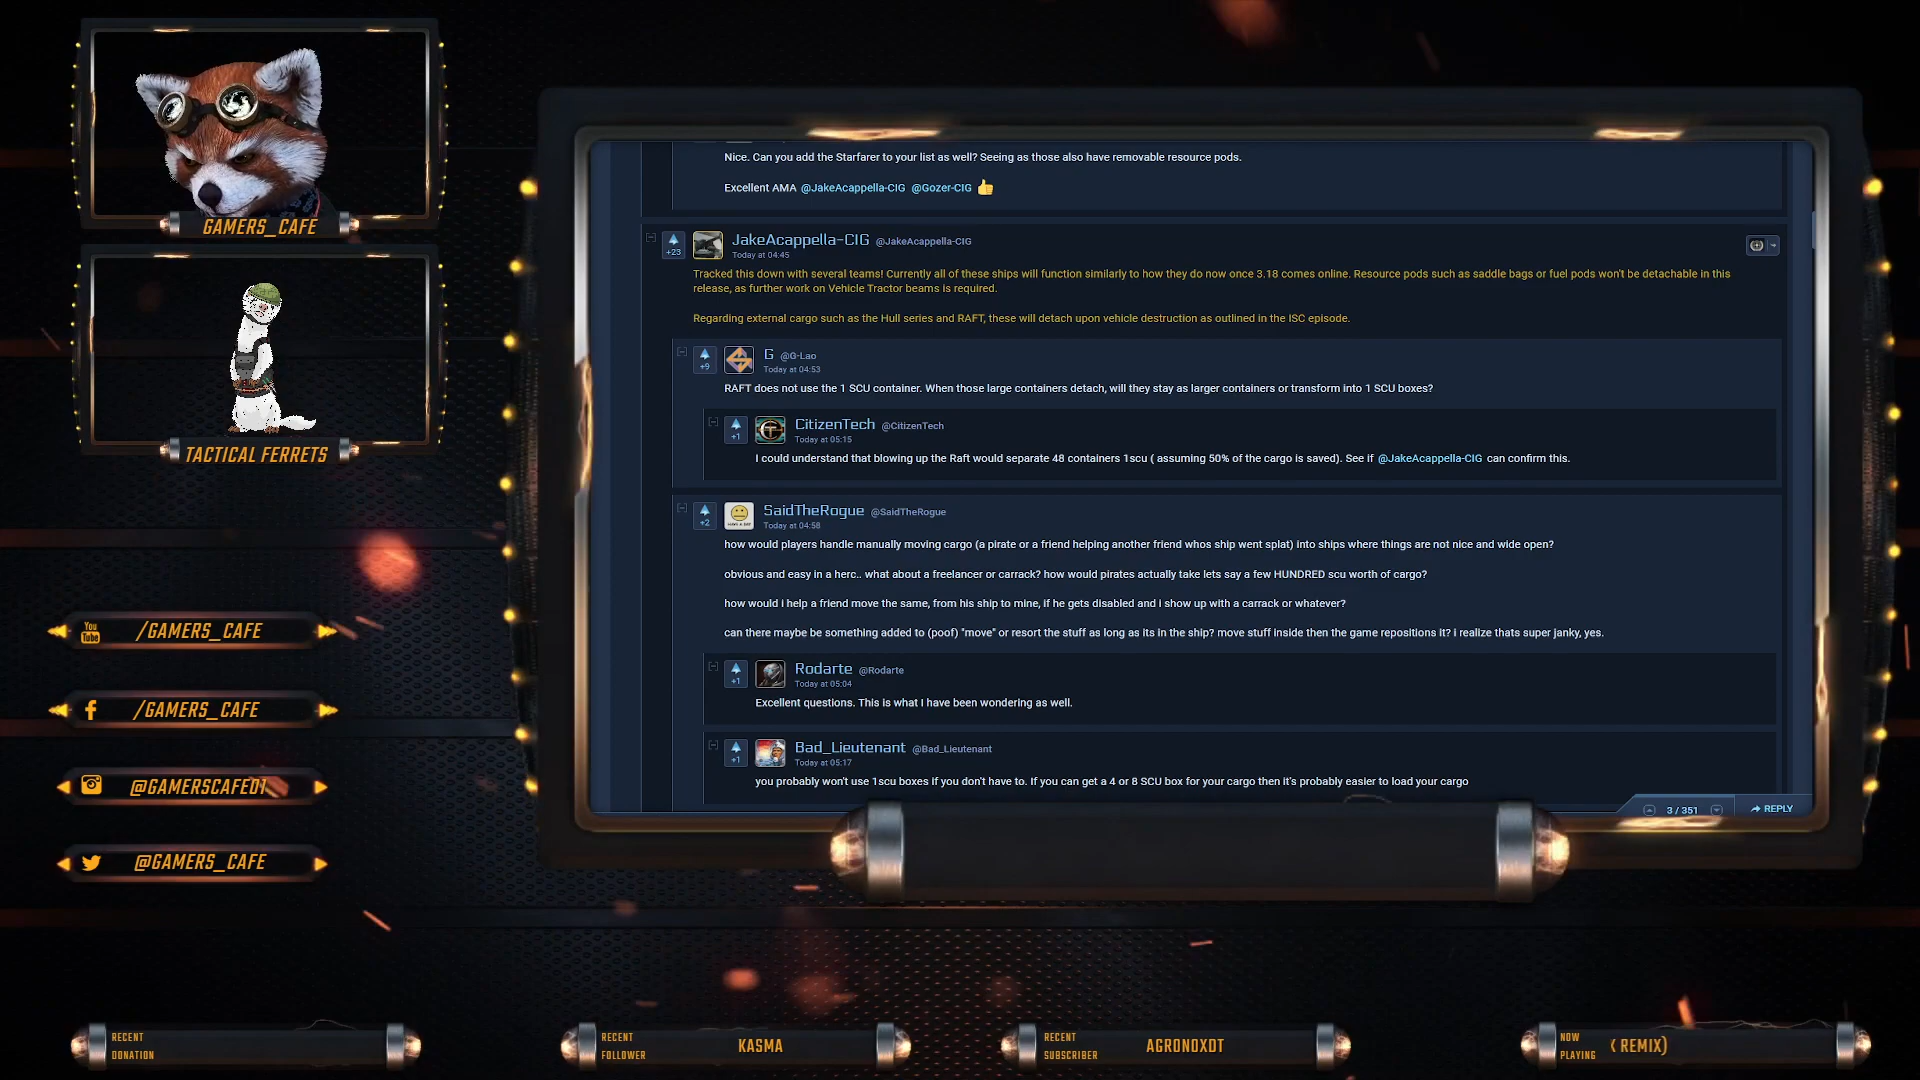 GAMERS_CAFE
TACTICAL FERRETS
You
Tube
/GAMERS_CAFE
/GAMERS_CAFE
@GAMERSCAFE01
@GAMERS_CAFE
Nice. Can you add the Starfarer to your list as well? Seeing as those also have removable resource pods.
Excellent AMA @JakeAcappella-CIG @Gozer-CIG 👍
+23
JakeAcappella-CIG @JakeAcappella-CIG
Today at 04:45
Tracked this down with several teams! Currently all of these ships will function similarly to how they do now once 3.18 comes online. Resource pods such as saddle bags or fuel pods won't be detachable in this
release, as further work on Vehicle Tractor beams is required.
Regarding external cargo such as the Hull series and RAFT, these will detach upon vehicle destruction as outlined in the ISC episode.
+9
G @G-Lao
Today at 04:53
RAFT does not use the 1 SCU container. When those large containers detach, will they stay as larger containers or transform into 1 SCU boxes?
+1
CitizenTech @CitizenTech
Today at 05:15
I could understand that blowing up the Raft would separate 48 containers 1scu ( assuming 50% of the cargo is saved). See if @JakeAcappella-CIG can confirm this.
+2
SaidTheRogue @SaidTheRogue
Today at 04:58
how would players handle manually moving cargo (a pirate or a friend helping another friend whos ship went splat) into ships where things are not nice and wide open?
obvious and easy in a herc.. what about a freelancer or carrack? how would pirates actually take lets say a few HUNDRED scu worth of cargo?
how would i help a friend move the same, from his ship to mine, if he gets disabled and I show up with a carrack or whatever?
can there maybe be something added to (poof) "move" or resort the stuff as long as its in the ship? move stuff inside then the game repositions it? i realize thats super janky, yes.
+1
Rodarte @Rodarte
Today at 05:04
Excellent questions. This is what I have been wondering as well.
+1
Bad_Lieutenant @Bad_Lieutenant
Today at 05:17
you probably won't use 1scu boxes if you don't have to. If you can get a 4 or 8 SCU box for your cargo then it's probably easier to load your cargo
3 / 351
REPLY
RECENT
DONATION
RECENT
FOLLOWER
KASMA
RECENT
SUBSCRIBER
AGRONOXDT
NOW
PLAYING
( REMIX)